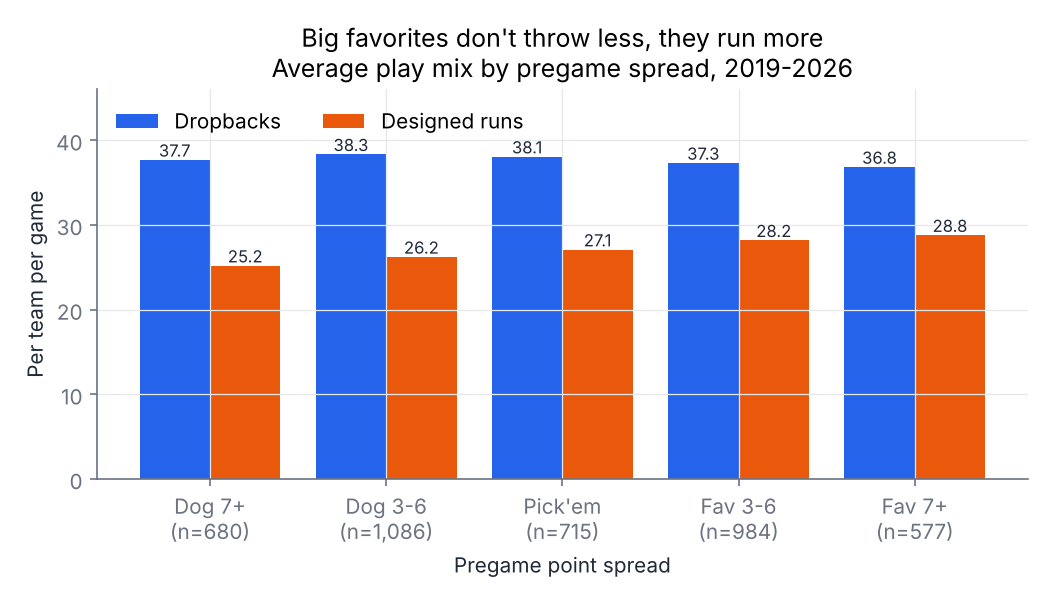 Big favorites don't throw less, they run more
Average play mix by pregame spread, 2019-2026
Dropbacks
Designed runs
Per team per game
40
30
20
10
0
37.7
25.2
38.3
26.2
38.1
27.1
37.3
28.2
36.8
28.8
Dog 7+
(n=680)
Dog 3-6
(n=1,086)
Pick'em
(n=715)
Fav 3-6
(n=984)
Fav 7+
(n=577)
Pregame point spread